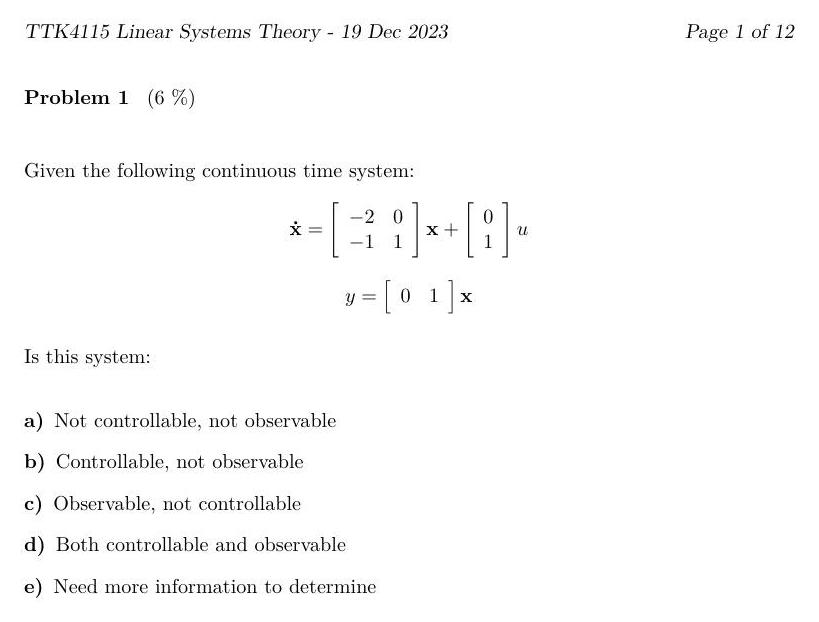 TTK4115 Linear Systems Theory - 19 Dec 2023 Page 1 of 12
Problem 1 (6 %)
Given the following continuous time system:
ẋ = [ −2 0 ; −1 1 ] x + [ 0 ; 1 ] u
y = [ 0 1 ] x
Is this system:
a) Not controllable, not observable
b) Controllable, not observable
c) Observable, not controllable
d) Both controllable and observable
e) Need more information to determine